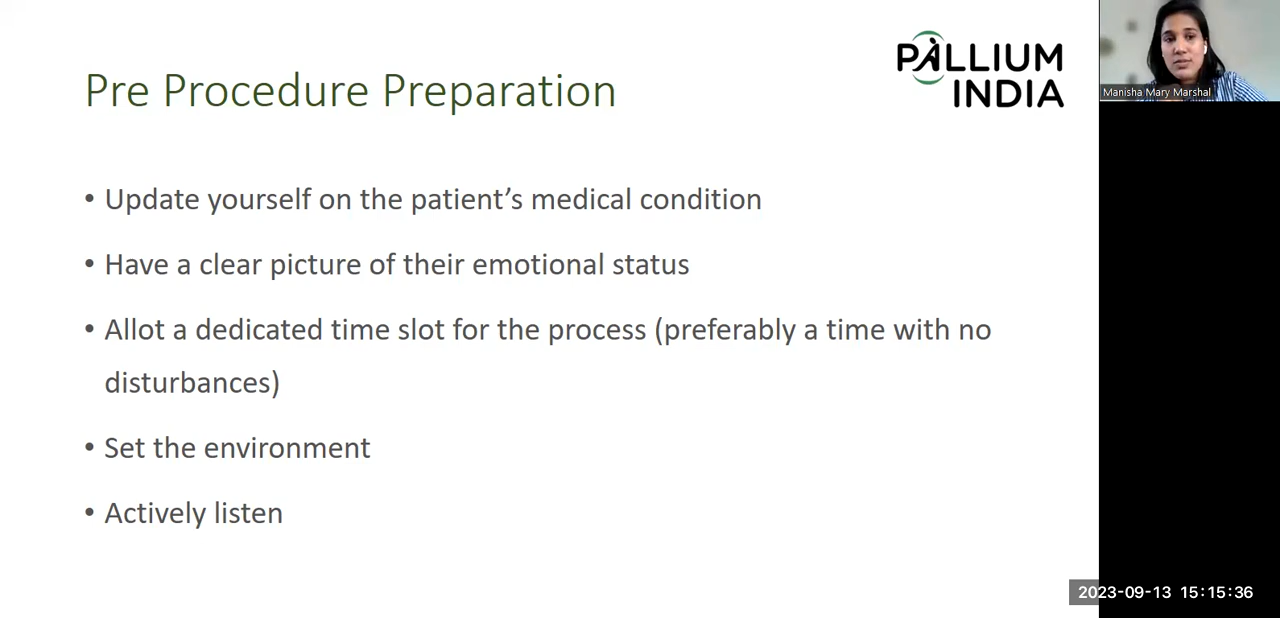 Pre Procedure Preparation
PALLIUM
INDIA
Manisha Mary Marshal
• Update yourself on the patient’s medical condition
• Have a clear picture of their emotional status
• Allot a dedicated time slot for the process (preferably a time with no
disturbances)
• Set the environment
• Actively listen
2023-09-13 15:15:36